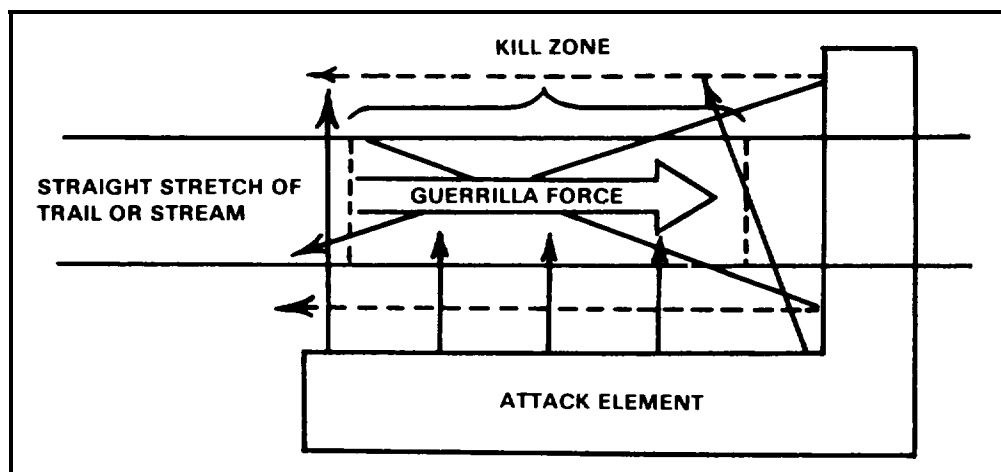 KILL ZONE
STRAIGHT STRETCH OF
TRAIL OR STREAM
GUERRILLA FORCE
ATTACK ELEMENT